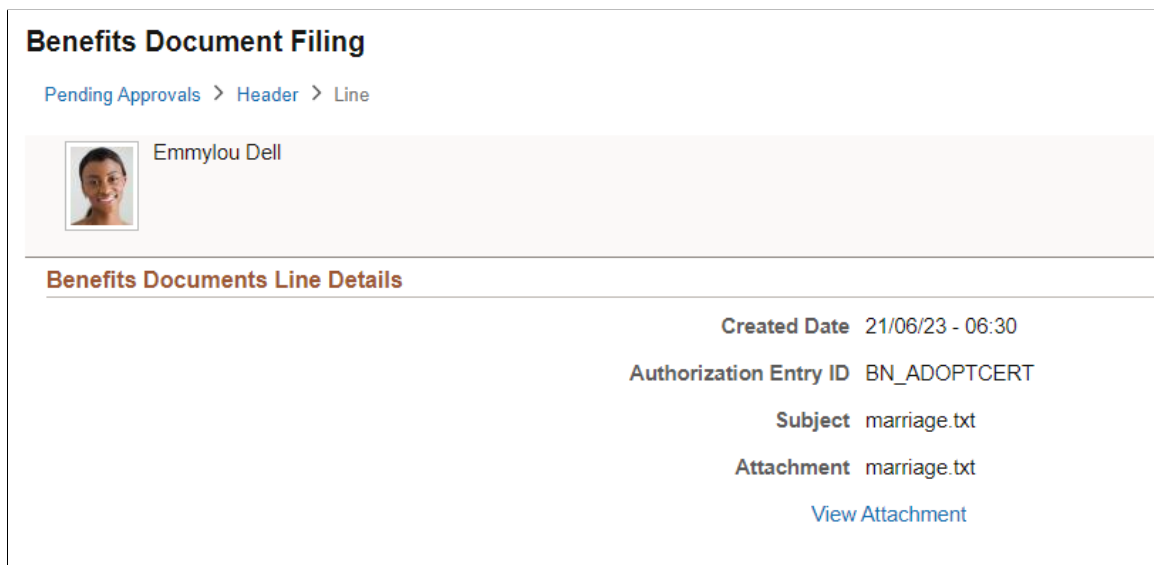 Benefits Document Filing
Pending Approvals > Header > Line
Emmylou Dell
Benefits Documents Line Details
Created Date 21/06/23 - 06:30
Authorization Entry ID BN_ADOPTCERT
Subject marriage.txt
Attachment marriage.txt
View Attachment